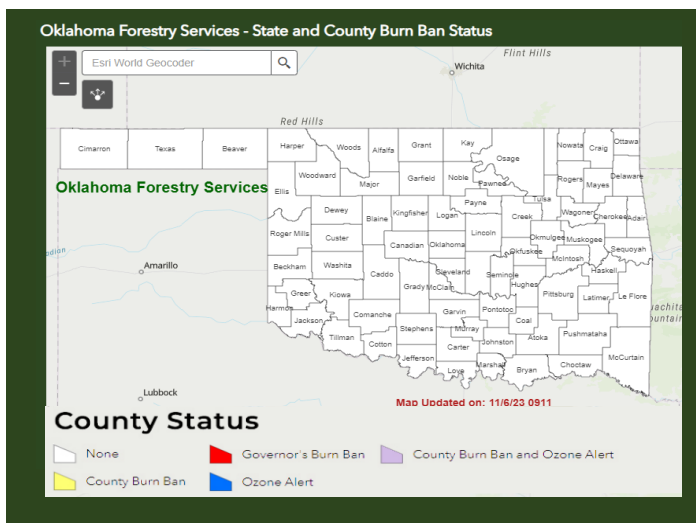 Oklahoma Forestry Services - State and County Burn Ban Status
+
Esri World Geocoder
−
Flint Hills
Wichita
Red Hills
Cimarron Texas Beaver Harper Woods Alfalfa Grant Kay Osage Nowata Craig Ottawa
Oklahoma Forestry Services
Ellis Woodward Major Garfield Noble Pawnee Rogers Mayes Delaware
Dewey Blaine Kingfisher Logan Payne Creek Tulsa Wagoner Cherokee Adair
Roger Mills Custer Canadian Oklahoma Lincoln Okfuskee Okmulgee Muskogee Sequoyah
Amarillo
Beckham Washita Caddo Grady McClain Cleveland Seminole Hughes McIntosh Haskell
Harmon Greer Kiowa Pittsburg Latimer Le Flore
Jackson Comanche Stephens Garvin Pontotoc Coal
Tillman Cotton Murray Johnston Atoka Pushmataha
Jefferson Carter Love Marshall Bryan Choctaw McCurtain
Lubbock
Map Updated on: 11/6/23 0911
County Status
None Governor's Burn Ban County Burn Ban and Ozone Alert
County Burn Ban Ozone Alert